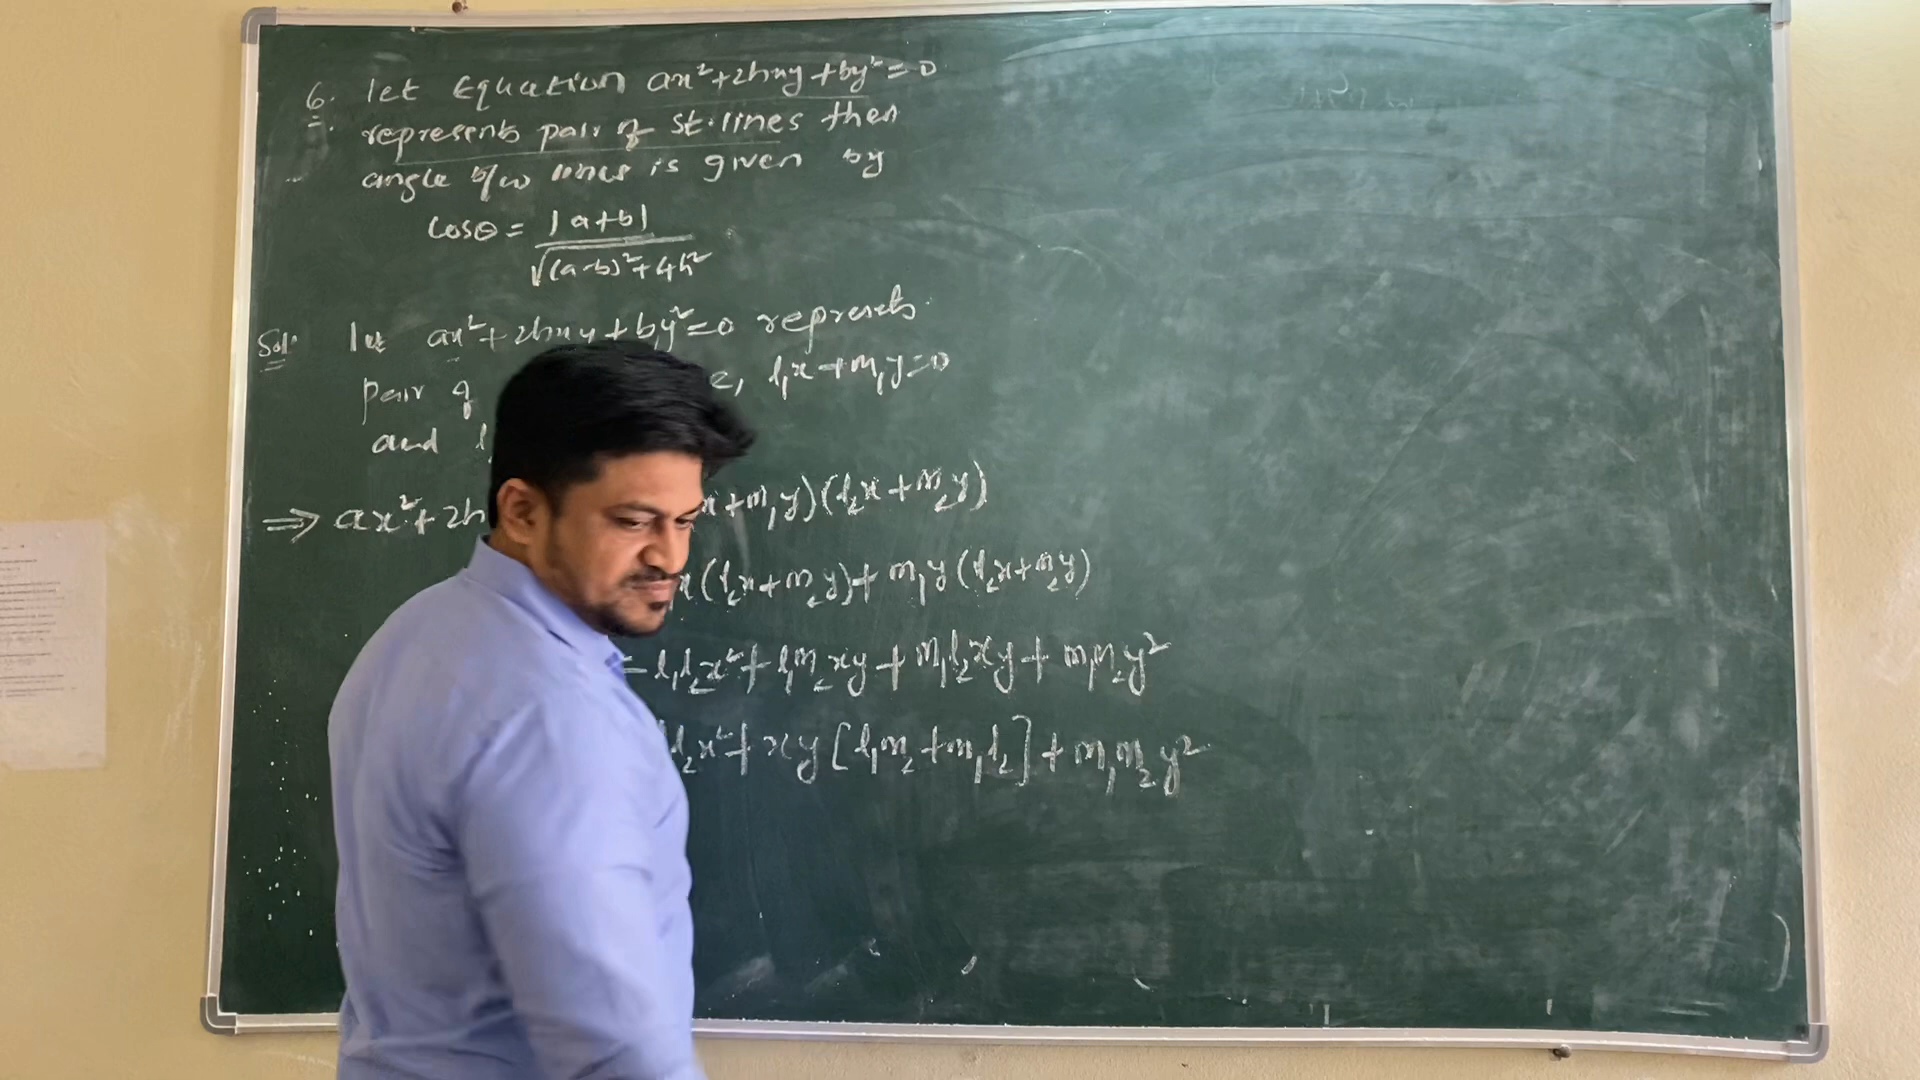 6. let Equation ax²+2hxy+by²=0
represents pair of st.lines then
angle b/w lines is given by
cosθ = |a+b| / √((a-b)²+4h²)
Sol: let ax²+2hxy+by²=0 represents
pair of l₁x+m₁y=0
and
⇒ ax²+2h x+m₁y)(l₂x+m₂y)
x(l₂x+m₂y)+m₁y(l₂x+m₂y)
= l₁l₂x²+l₁m₂xy+m₁l₂xy+m₁m₂y²
l₂x²+xy[l₁m₂+m₁l₂]+m₁m₂y²